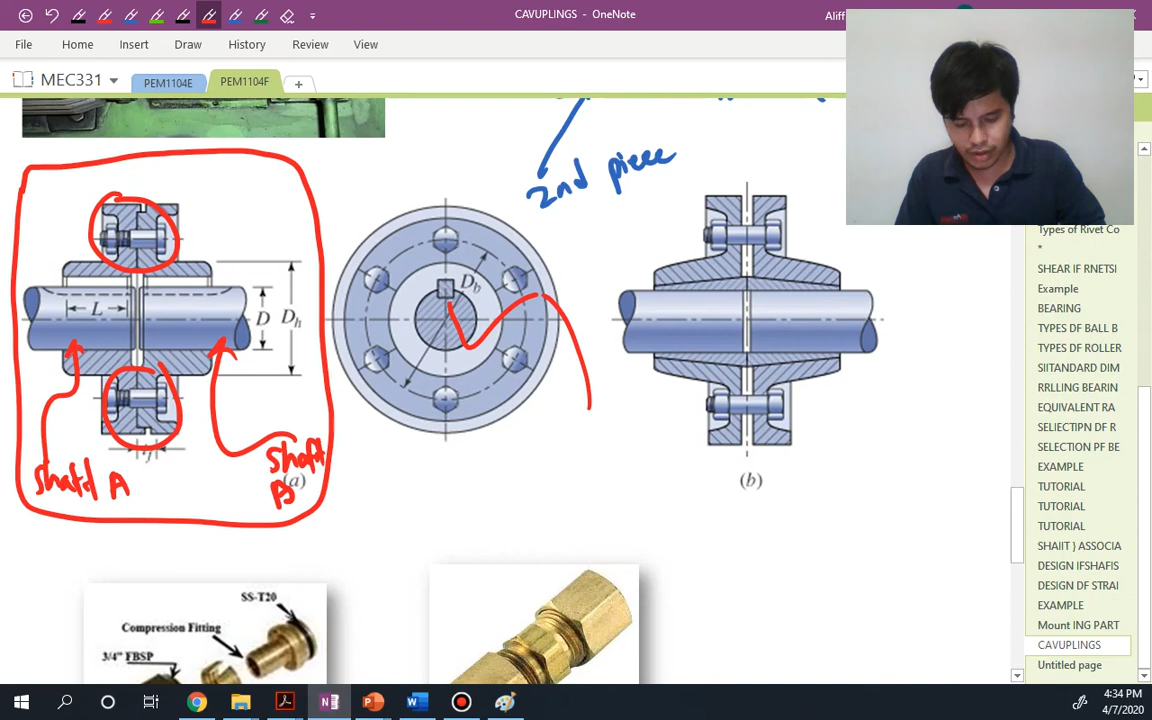 CAVUPLINGS - OneNote
Aliff
File Home Insert Draw History Review View
MEC331
PEM1104E
PEM1104F
2nd piece
Types of Rivet Co
*
SHEAR IF RNETSI
Example
BEARING
TYPES DF BALL B
TYPES DF ROLLER
SIITANDARD DIM
RRLLING BEARIN
EQUIVALENT RA
SELIECTIPN DF R
SELECTION PF BE
EXAMPLE
TUTORIAL
TUTORIAL
TUTORIAL
SHAIIT } ASSOCIA
DESIGN IFSHAFIS
DESIGN DF STRAI
EXAMPLE
Mount ING PART
CAVUPLINGS
Untitled page
L
D
Dh
Db
shaft A
shaft
B
(a)
(b)
SS-T20
Compression Fitting
3/4" FBSP
4:34 PM
4/7/2020